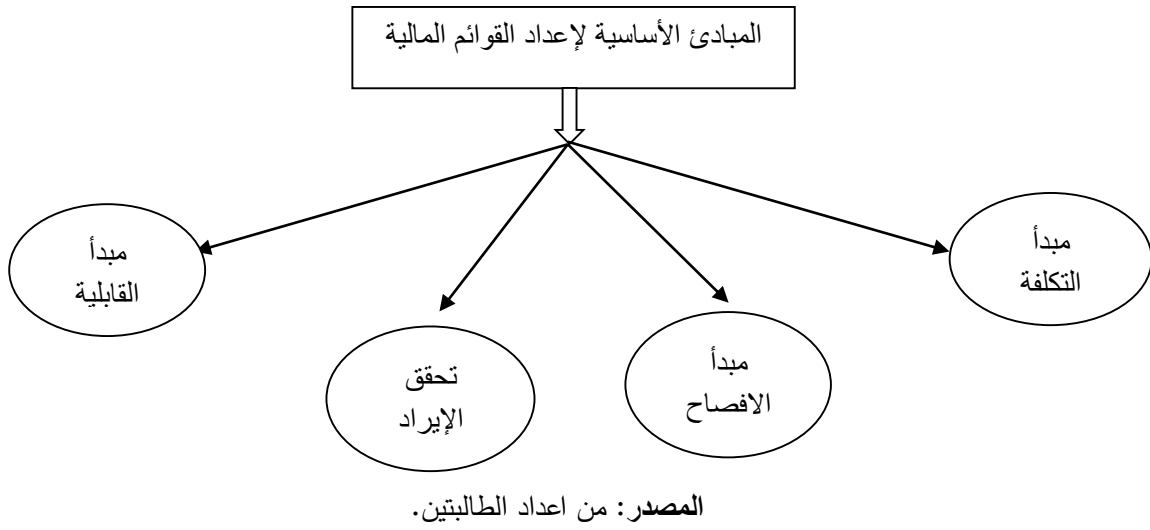 المبادئ الأساسية لإعداد القوائم المالية
مبدأ
التكلفة
مبدأ
الافصاح
تحقق
الإيراد
مبدأ
القابلية
المصدر: من اعداد الطالبتين.